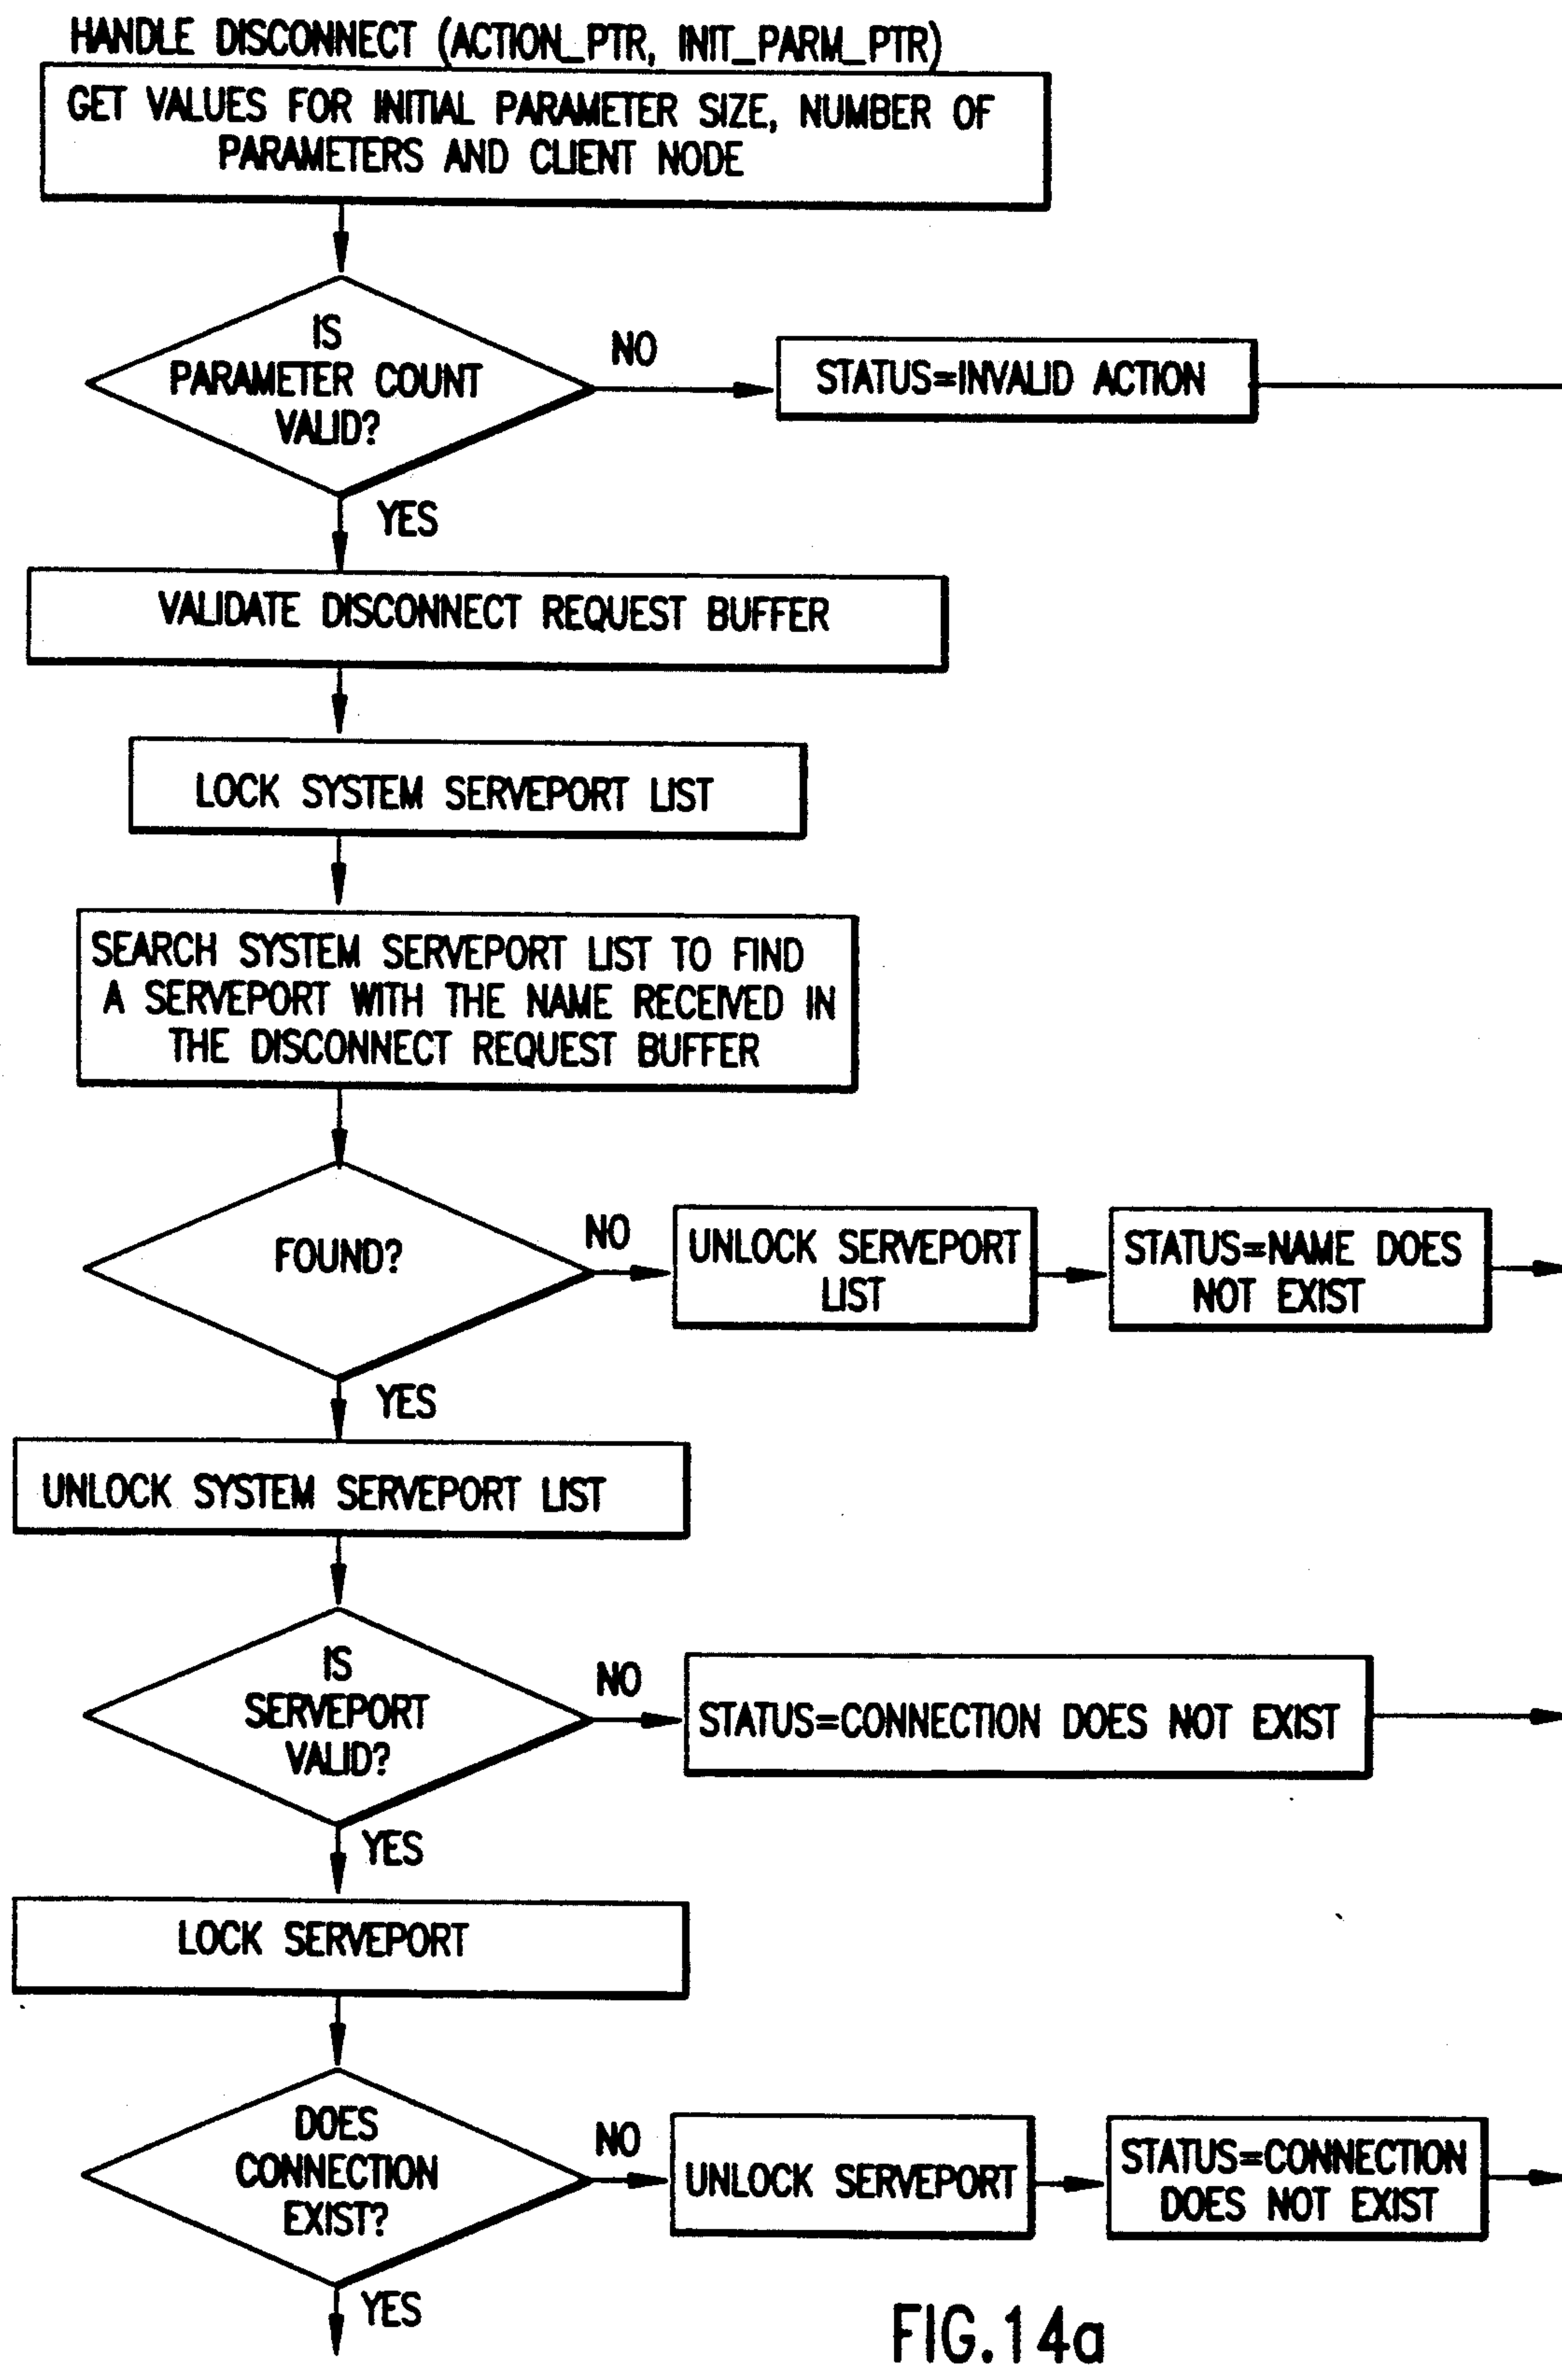 HANDLE DISCONNECT (ACTION_PTR, INIT_PARM_PTR)
GET VALUES FOR INITIAL PARAMETER SIZE, NUMBER OF
PARAMETERS AND CLIENT NODE
IS
PARAMETER COUNT
VALID?
NO
STATUS=INVALID ACTION
YES
VALIDATE DISCONNECT REQUEST BUFFER
LOCK SYSTEM SERVEPORT LIST
SEARCH SYSTEM SERVEPORT LIST TO FIND
A SERVEPORT WITH THE NAME RECEIVED IN
THE DISCONNECT REQUEST BUFFER
FOUND?
NO
UNLOCK SERVEPORT
LIST
STATUS=NAME DOES
NOT EXIST
YES
UNLOCK SYSTEM SERVEPORT LIST
IS
SERVEPORT
VALID?
NO
STATUS=CONNECTION DOES NOT EXIST
YES
LOCK SERVEPORT
DOES
CONNECTION
EXIST?
NO
UNLOCK SERVEPORT
STATUS=CONNECTION
DOES NOT EXIST
YES
FIG.14a